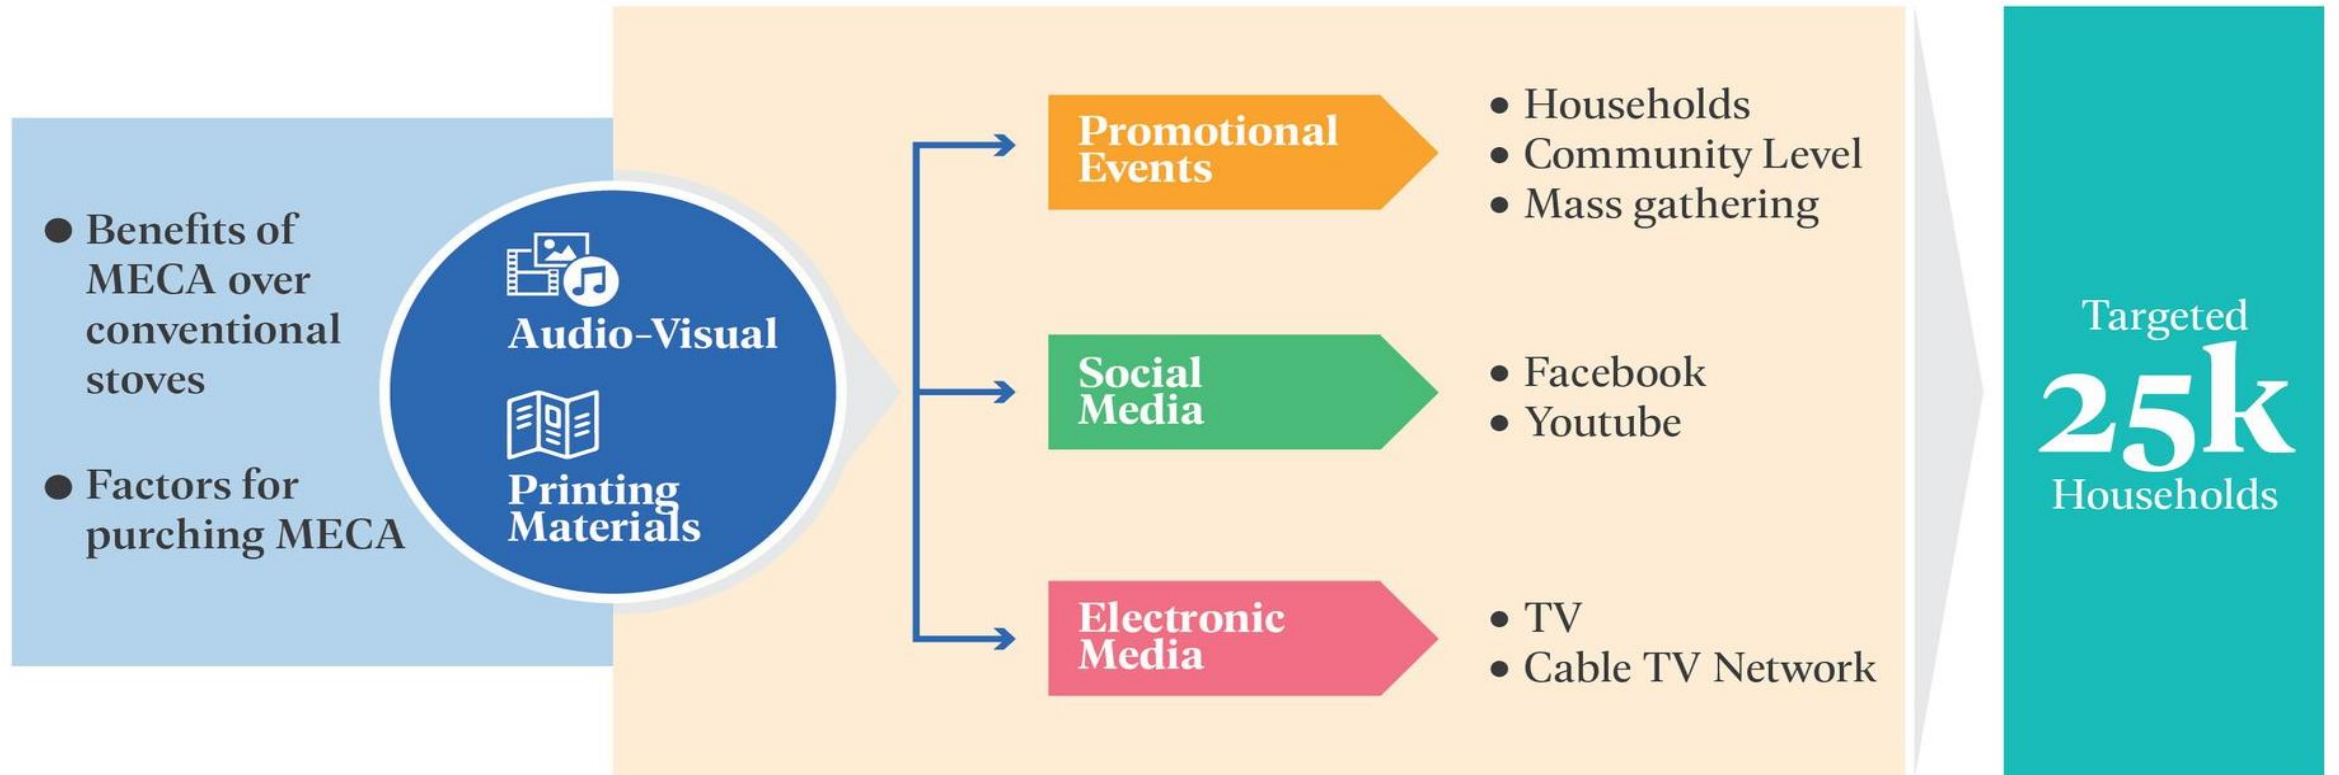 ● Benefits of
MECA over
conventional
stoves
● Factors for
purching MECA
Audio-Visual
Printing
Materials
Promotional
Events
• Households
• Community Level
• Mass gathering
Social
Media
• Facebook
• Youtube
Electronic
Media
• TV
• Cable TV Network
Targeted
25k
Households